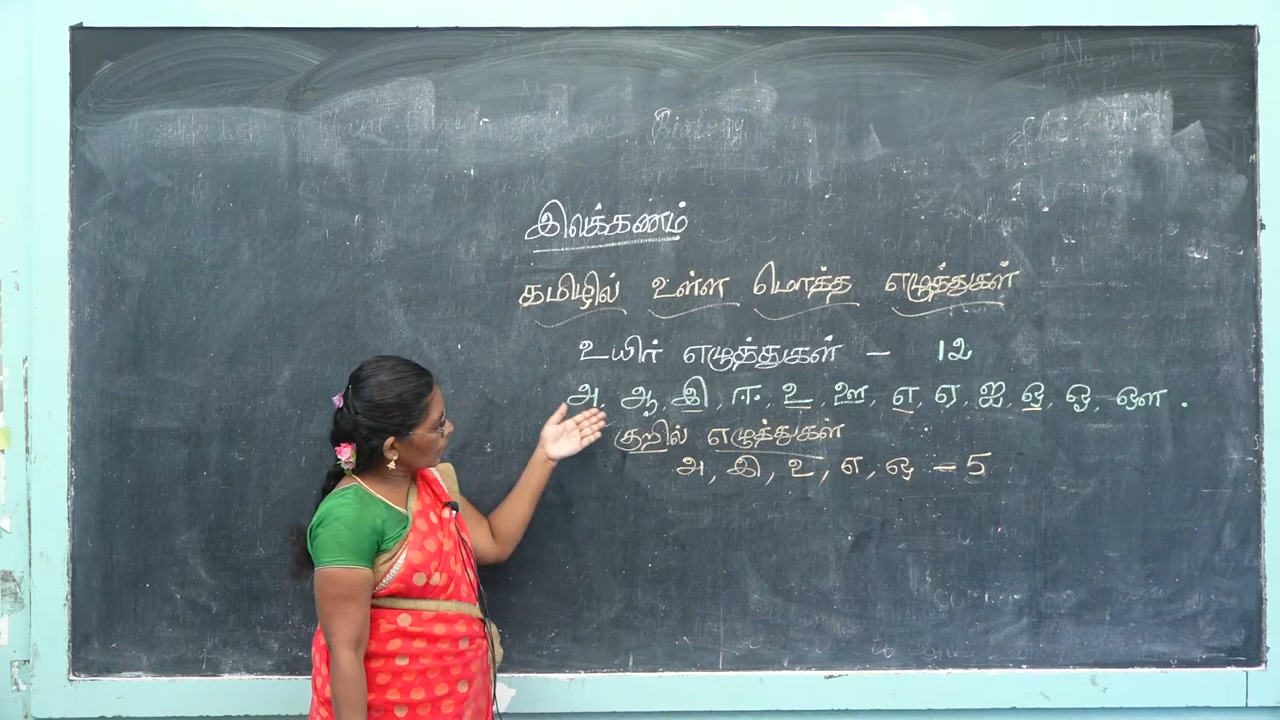 இலக்கணம்
தமிழில் உள்ள மொத்த எழுத்துகள்
உயிர் எழுத்துகள் - 12
அ, ஆ, இ, ஈ, உ, ஊ, எ, ஏ, ஐ, ஒ, ஓ, ஔ.
குறில் எழுத்துகள்
அ, இ, உ, எ, ஒ - 5